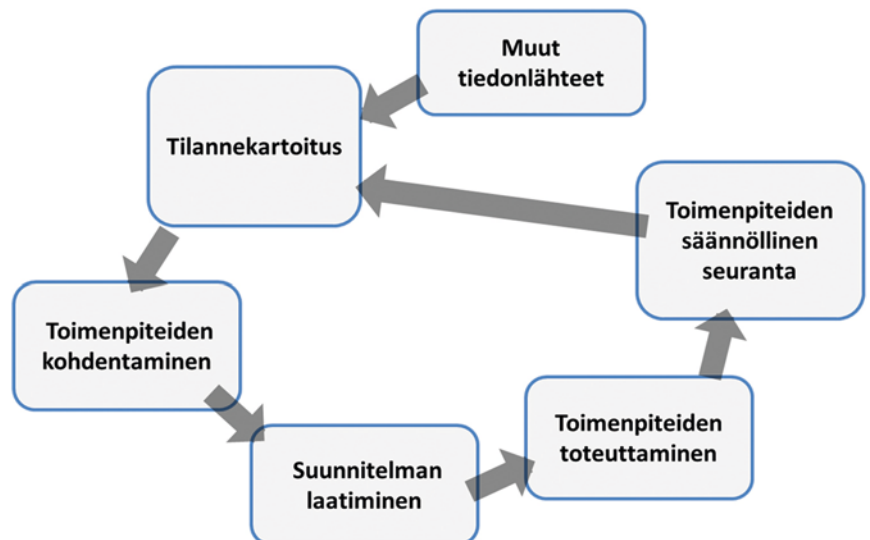 Muut
tiedonlähteet
Tilannekartoitus
Toimenpiteiden
säännöllinen
seuranta
Toimenpiteiden
kohdentaminen
Toimenpiteiden
toteuttaminen
Suunnitelman
laatiminen